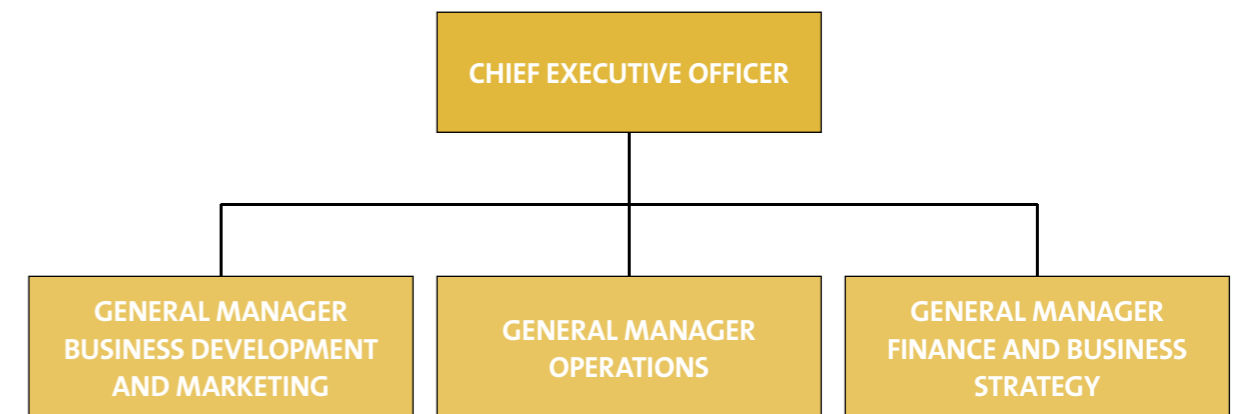 CHIEF EXECUTIVE OFFICER
GENERAL MANAGER
BUSINESS DEVELOPMENT
AND MARKETING
GENERAL MANAGER
OPERATIONS
GENERAL MANAGER
FINANCE AND BUSINESS
STRATEGY